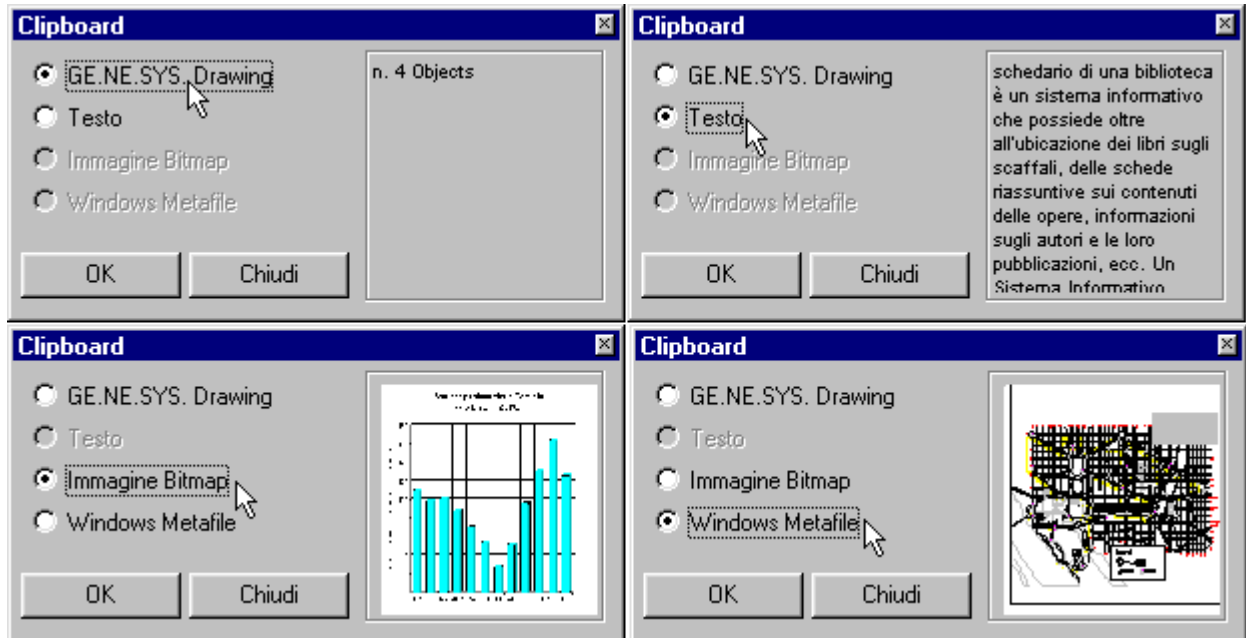 Clipboard
GE.NE.SYS. Drawing
Testo
Immagine Bitmap
Windows Metafile
OK Chiudi
n. 4 Objects
Clipboard
GE.NE.SYS. Drawing
Testo
Immagine Bitmap
Windows Metafile
OK Chiudi
schedario di una biblioteca
è un sistema informativo
che possiede oltre
all'ubicazione dei libri sugli
scaffali, delle schede
riassuntive sui contenuti
delle opere, informazioni
sugli autori e le loro
pubblicazioni, ecc. Un
Sistema Informativo
Clipboard
GE.NE.SYS. Drawing
Testo
Immagine Bitmap
Windows Metafile
OK Chiudi
Clipboard
GE.NE.SYS. Drawing
Testo
Immagine Bitmap
Windows Metafile
OK Chiudi